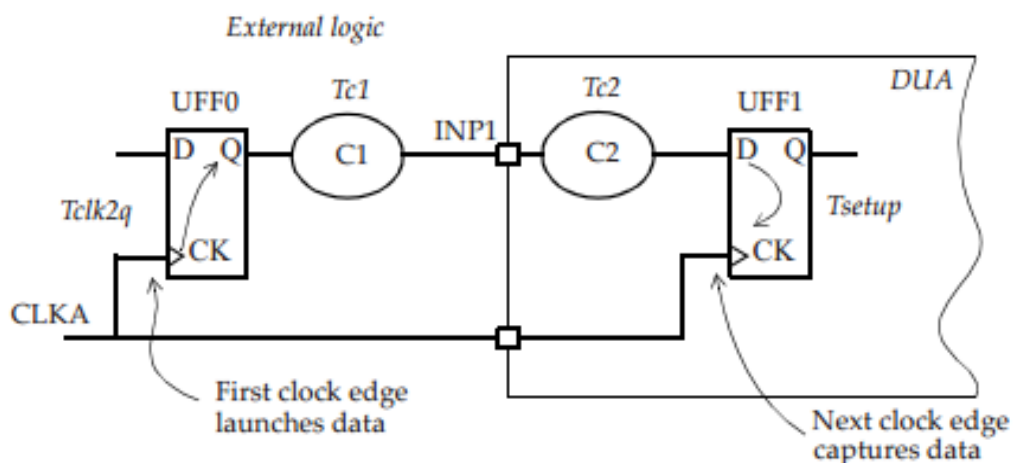 External logic
DUA
Tc1
Tc2
UFF0
UFF1
INP1
D Q
C1
C2
D Q
Tclk2q
Tsetup
CK
CK
CLKA
First clock edge
launches data
Next clock edge
captures data